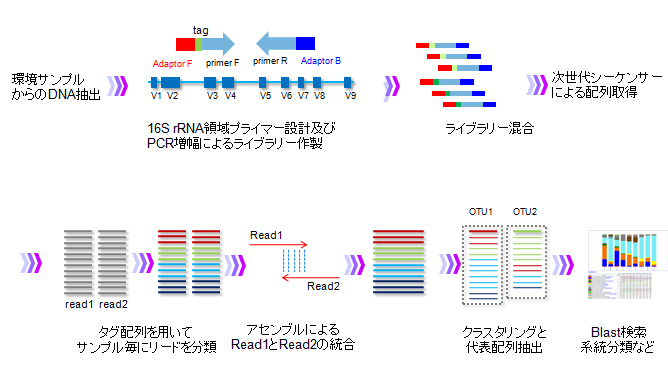 tag
Adaptor F
primer F
primer R
Adaptor B
V1 V2 V3 V4 V5 V6 V7 V8 V9
環境サンプル
からのDNA抽出
16S rRNA領域プライマー設計及び
PCR増幅によるライブラリー作製
ライブラリー混合
次世代シーケンサー
による配列取得
read1 read2
タグ配列を用いて
サンプル毎にリードを分類
Read1
Read2
アセンブルによる
Read1とRead2の統合
OTU1 OTU2
クラスタリングと
代表配列抽出
Blast検索
系統分類など